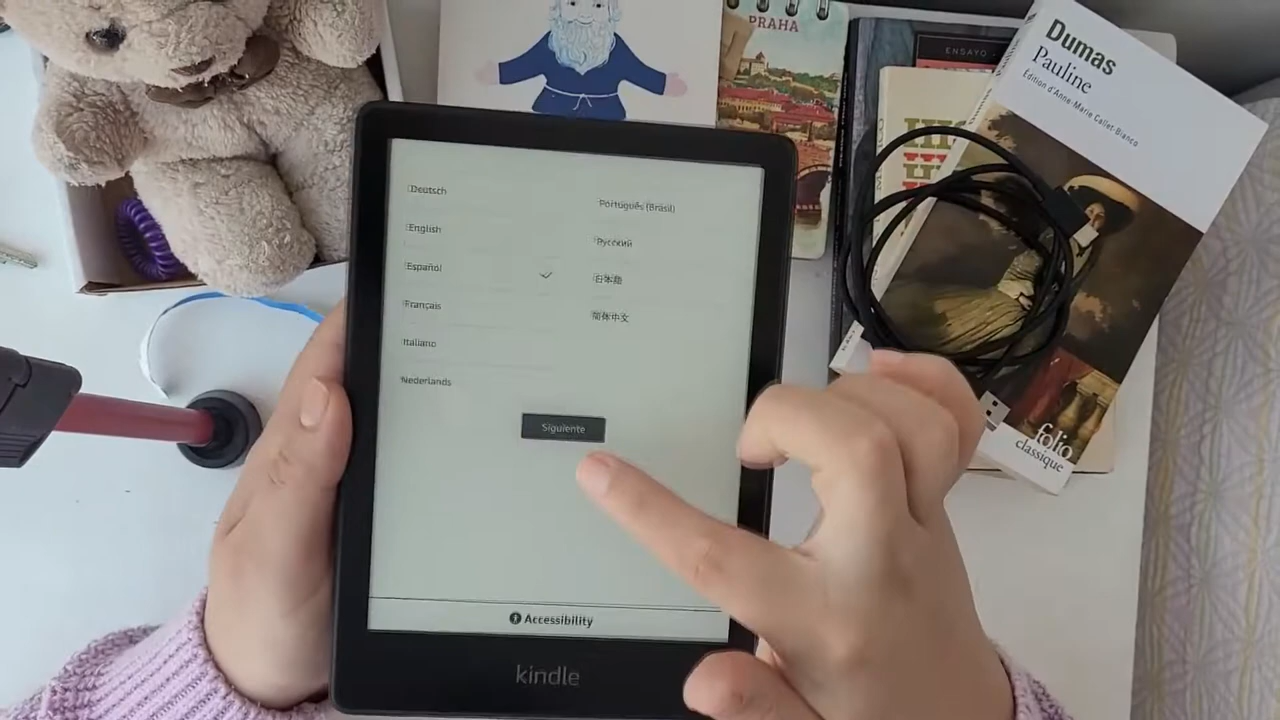 PRAHA
ENSAYO
Dumas
Pauline
Édition d'Anne-Marie Callet-Bianco
folio
classique
Deutsch
English
Español
Français
Italiano
Nederlands
Português (Brasil)
Русский
日本語
简体中文
Siguiente
Accessibility
kindle